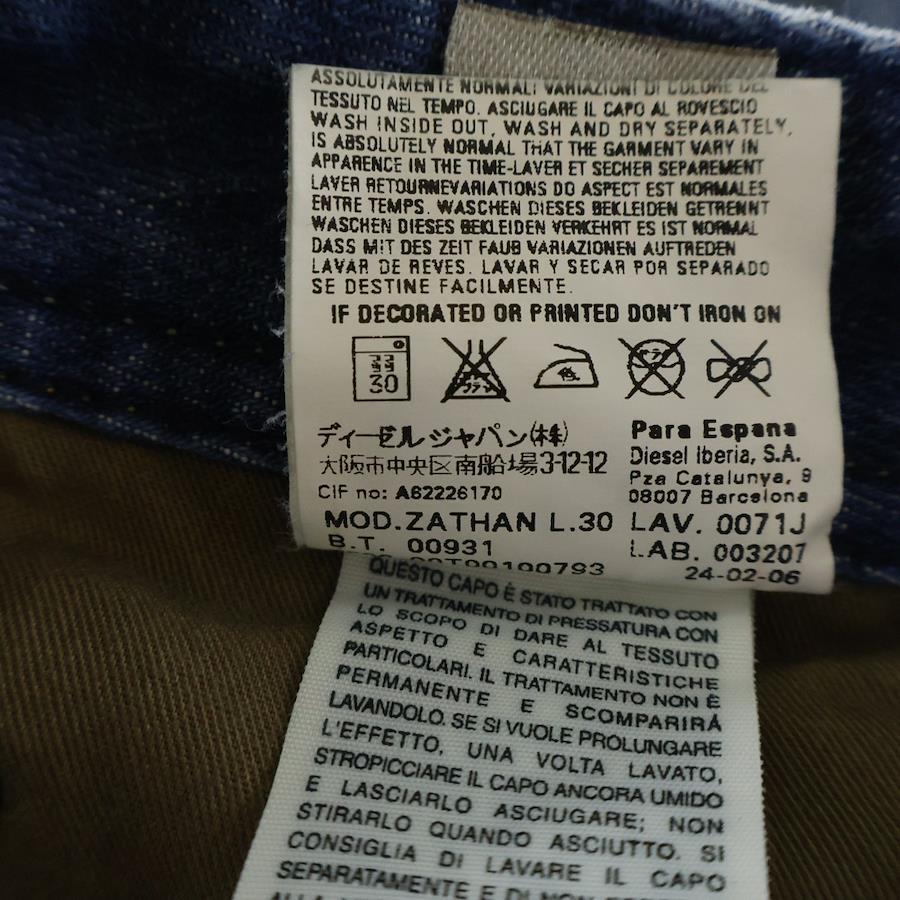 ASSOLUTAMENTE NORMALI VARIAZIONI DI COLORE DEL
TESSUTO NEL TEMPO. ASCIUGARE IL CAPO AL ROVESCIO
WASH INSIDE OUT, WASH AND DRY SEPARATELY,
IS ABSOLUTELY NORMAL THAT THE GARMENT VARY IN
APPARENCE IN THE TIME-LAVER ET SECHER SEPAREMENT
LAVER RETOURNEVARIATIONS DO ASPECT EST NORMALES
ENTRE TEMPS. WASCHEN DIESES BEKLEIDEN GETRENNT
WASCHEN DIESES BEKLEIDEN VERKEHRT ES IST NORMAL
DASS MIT DES ZEIT FAUB VARIAZIONEN AUFTREDEN
LAVAR DE REVES. LAVAR Y SECAR POR SEPARADO
SE DESTINE FACILMENTE.
IF DECORATED OR PRINTED DON'T IRON ON
30
ディーゼルジャパン(株)
大阪市中央区南船場3-12-12
CIF no: A62226170
Para Espana
Diesel Iberia, S.A.
Pza Catalunya, 9
08007 Barcelona
MOD.ZATHAN L.30 LAV. 0071J
B.T. 00931 LAB. 003207
24-02-06
QUESTO CAPO È STATO TRATTATO CON
UN TRATTAMENTO DI PRESSATURA CON
LO SCOPO DI DARE AL TESSUTO
ASPETTO E CARATTERISTICHE
PARTICOLARI. IL TRATTAMENTO NON È
PERMANENTE E SCOMPARIRÀ
LAVANDOLO. SE SI VUOLE PROLUNGARE
L'EFFETTO, UNA VOLTA LAVATO,
STROPICCIARE IL CAPO ANCORA UMIDO
E LASCIARLO ASCIUGARE; NON
STIRARLO QUANDO ASCIUTTO. SI
CONSIGLIA DI LAVARE IL CAPO
SEPARATAMENTE E DI NON